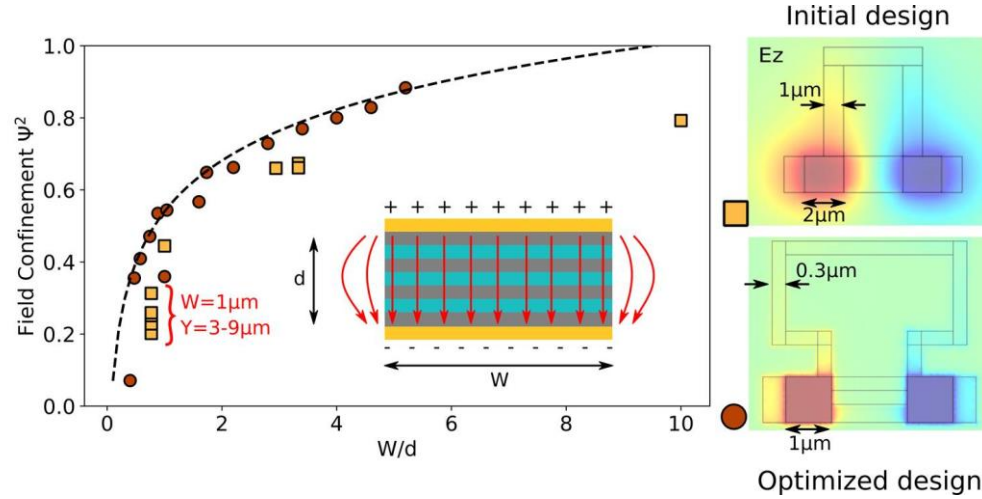 Initial design
1.0
0.8
0.6
0.4
0.2
0.0
Field Confinement Ψ²
0
2
4
6
8
10
W/d
W=1μm
Y=3-9μm
+ + + + + + + + +
d
- - - - - - - - -
W
Ez
1μm
2μm
0.3μm
1μm
Optimized design